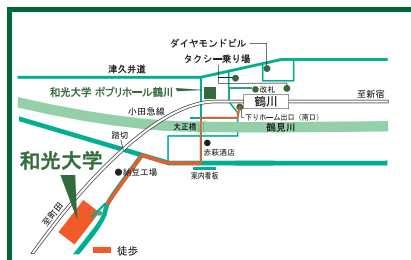 ダイヤモンドビル
タクシー乗り場
津久井道
和光大学 ポプリホール鶴川
改札
鶴川
至新宿
小田急線
下りホーム出口(南口)
大正橋
鶴見川
踏切
赤萩酒店
和光大学
納豆工場
案内看板
至町田
徒歩